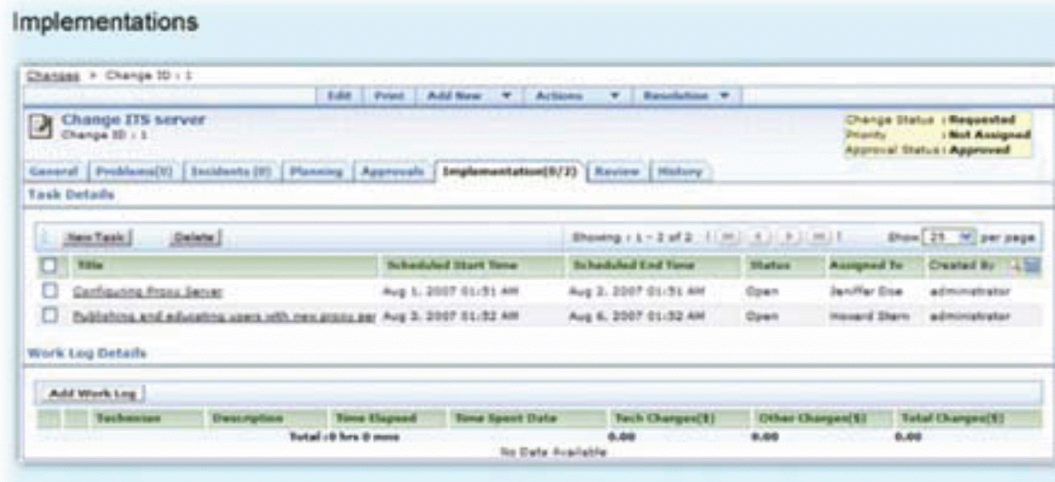 Implementations
Changes > Change ID : 1
Edit Print Add New Actions Resolution
Change ITS server
Change ID : 1
Change Status : Requested
Priority : Not Assigned
Approval Status : Approved
General Problems(0) Incidents (0) Planning Approvals Implementation(0/2) Review History
Task Details
New Task Delete Showing : 1 - 2 of 2 Show 25 per page
Title Scheduled Start Time Scheduled End Time Status Assigned To Created By
Configuring Proxy Server Aug 1, 2007 01:51 AM Aug 2, 2007 01:51 AM Open Jeniffer Doe administrator
Publishing and educating users with new proxy per Aug 3, 2007 01:52 AM Aug 6, 2007 01:52 AM Open Howard Stern administrator
Work Log Details
Add Work Log
Technician Description Time Elapsed Time Spent Date Tech Charges($) Other Charges($) Total Charges($)
Total :0 hrs 0 mns 0.00 0.00 0.00
No Data Available